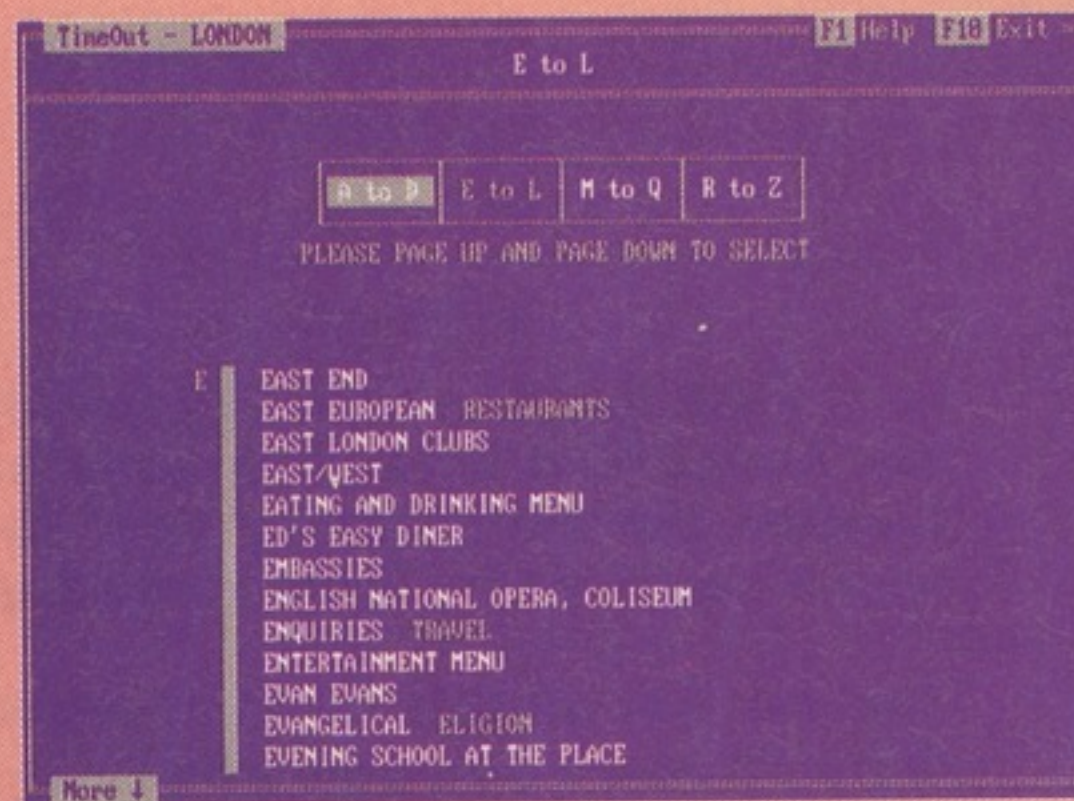 TimeOut - LONDON F1 Help F10 Exit
E to L
A to D E to L M to Q R to Z
PLEASE PAGE UP AND PAGE DOWN TO SELECT
E EAST END
EAST EUROPEAN RESTAURANTS
EAST LONDON CLUBS
EAST/WEST
EATING AND DRINKING MENU
ED'S EASY DINER
EMBASSIES
ENGLISH NATIONAL OPERA, COLISEUM
ENQUIRIES TRAVEL
ENTERTAINMENT MENU
EVAN EVANS
EVANGELICAL ELIGION
EVENING SCHOOL AT THE PLACE
More ↓